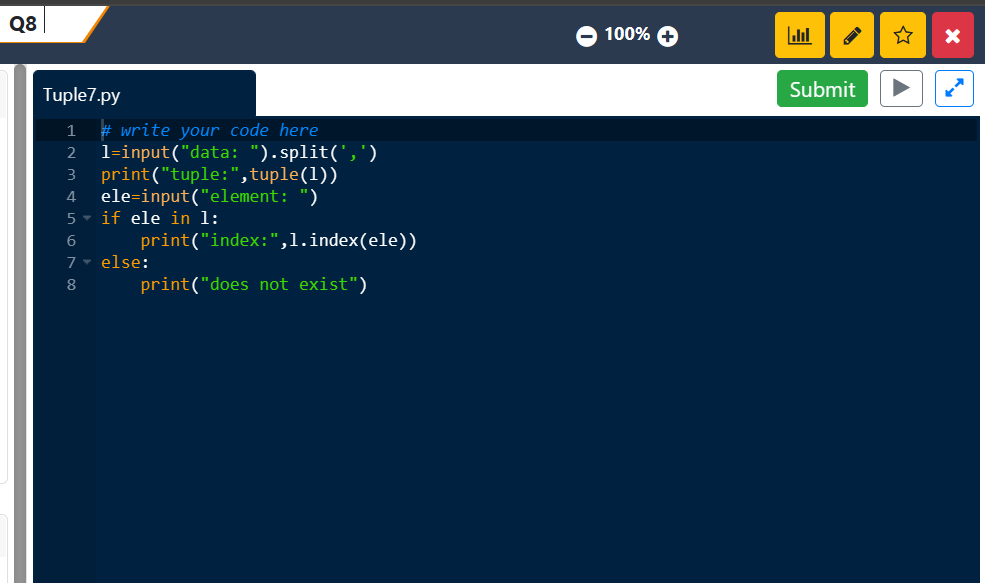 Q8
100%
Tuple7.py
Submit
1 # write your code here
2 l=input("data: ").split(',')
3 print("tuple:",tuple(l))
4 ele=input("element: ")
5 if ele in l:
6     print("index:",l.index(ele))
7 else:
8     print("does not exist")